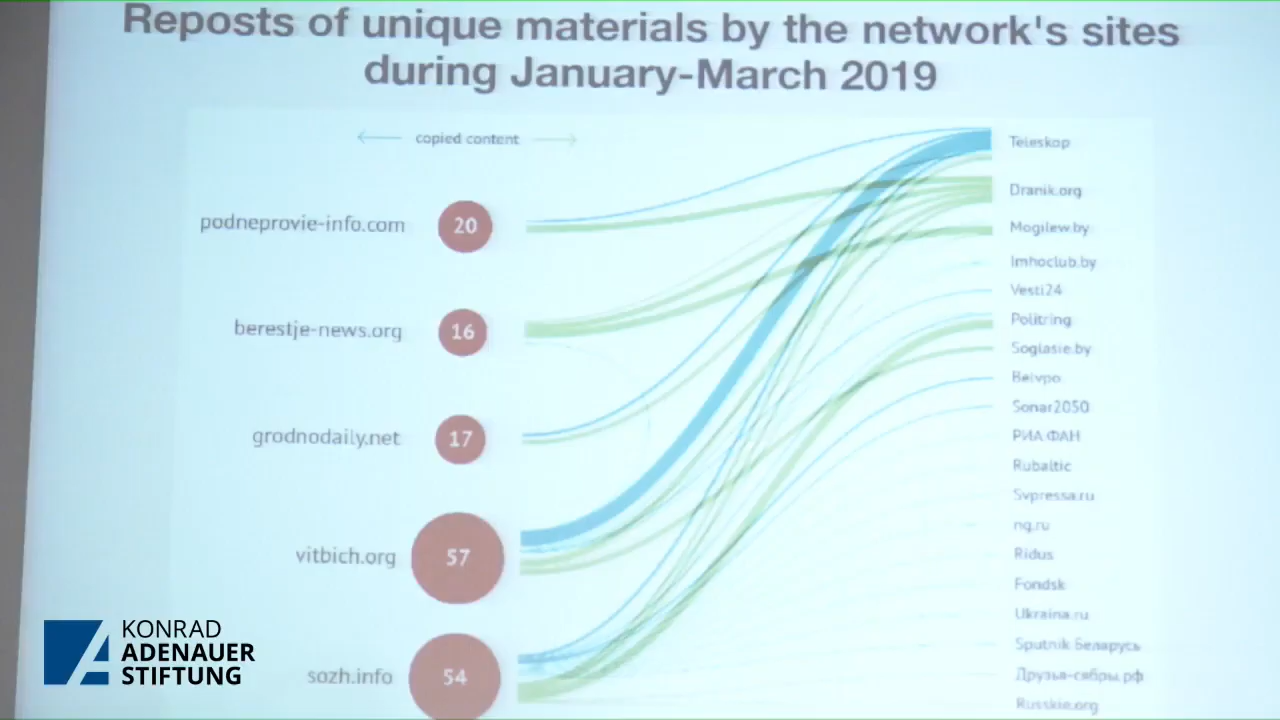 Reposts of unique materials by the network's sites
during January-March 2019
copied content
podneprovie-info.com 20
berestje-news.org 16
grodnodaily.net 17
vitbich.org 57
sozh.info 54
Teleskop
Dranik.org
Mogilew.by
Imhoclub.by
Vesti24
Politring
Soglasie.by
Belvpo
Sonar2050
РИА ФАН
Rubaltic
Svpressa.ru
ng.ru
Ridus
Fondsk
Ukraina.ru
Sputnik Беларусь
Друзья-сябры.рф
Russkie.org
KONRAD
ADENAUER
STIFTUNG